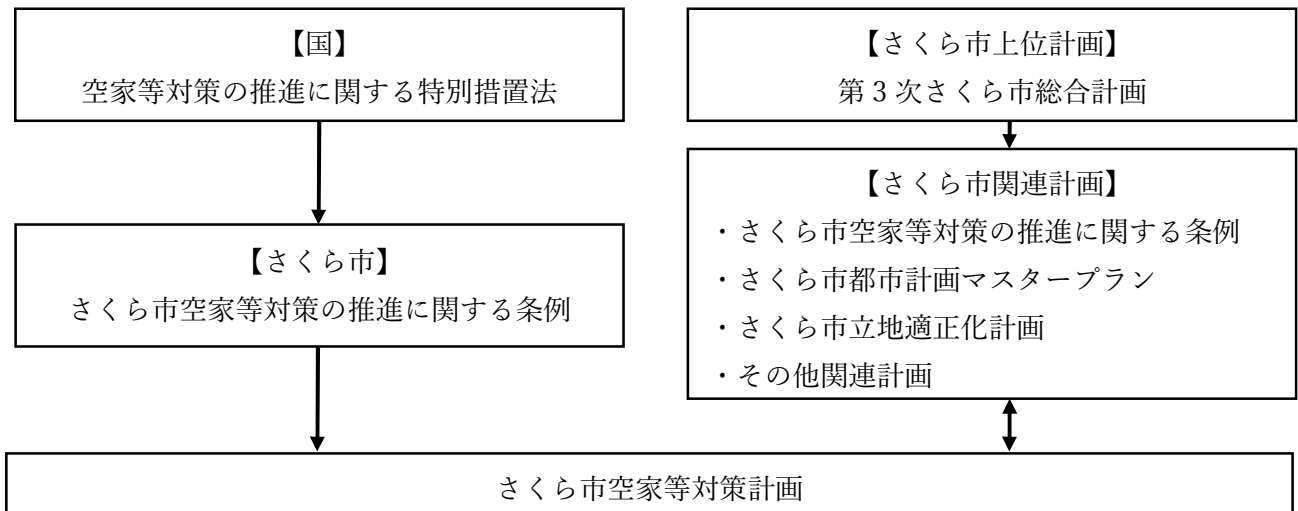 【国】
空家等対策の推進に関する特別措置法
【さくら市】
さくら市空家等対策の推進に関する条例
【さくら市上位計画】
第3次さくら市総合計画
【さくら市関連計画】
・さくら市空家等対策の推進に関する条例
・さくら市都市計画マスタープラン
・さくら市立地適正化計画
・その他関連計画
さくら市空家等対策計画